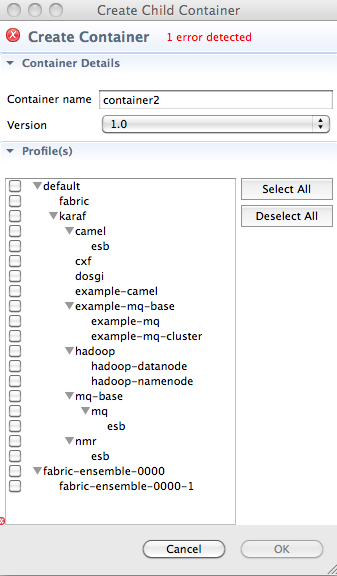 Create Child Container
Create Container 1 error detected
Container Details
Container name container2
Version 1.0
Profile(s)
default
fabric
karaf
camel
esb
cxf
dosgi
example-camel
example-mq-base
example-mq
example-mq-cluster
hadoop
hadoop-datanode
hadoop-namenode
mq-base
mq
esb
nmr
esb
fabric-ensemble-0000
fabric-ensemble-0000-1
Select All
Deselect All
Cancel OK